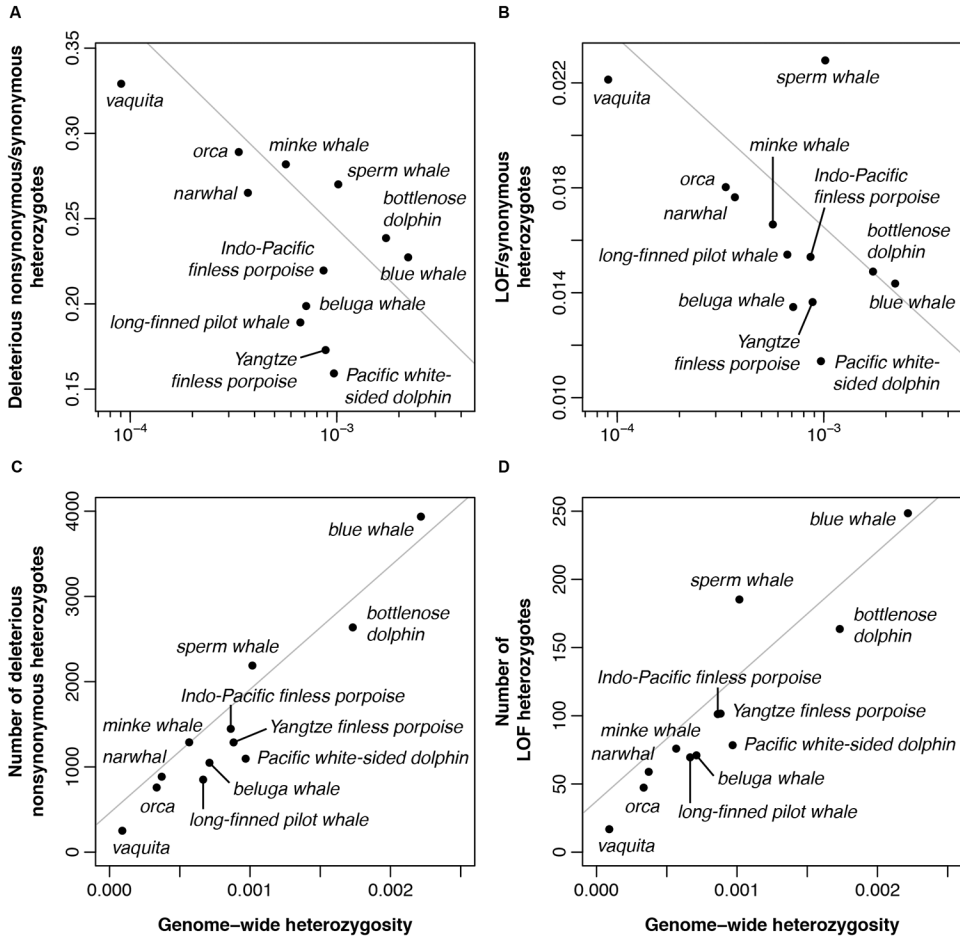 A
Deleterious nonsynonymous/synonymous
heterozygotes
0.35
0.30
0.25
0.20
0.15
vaquita
orca
minke whale
narwhal
sperm whale
bottlenose
dolphin
Indo-Pacific
finless porpoise
blue whale
beluga whale
long-finned pilot whale
Yangtze
finless porpoise
Pacific white-
sided dolphin
10−4
10−3
B
LOF/synonymous
heterozygotes
0.022
0.018
0.014
0.010
sperm whale
vaquita
minke whale
orca
narwhal
Indo-Pacific
finless porpoise
bottlenose
dolphin
long-finned pilot whale
beluga whale
blue whale
Yangtze
finless porpoise
Pacific white-
sided dolphin
10−4
10−3
C
Number of deleterious
nonsynonymous heterozygotes
4000
3000
2000
1000
0
blue whale
bottlenose
dolphin
sperm whale
Indo-Pacific finless porpoise
minke whale
Yangtze finless porpoise
narwhal
Pacific white-sided dolphin
orca
beluga whale
long-finned pilot whale
vaquita
0.000
0.001
0.002
Genome−wide heterozygosity
D
Number of
LOF heterozygotes
250
200
150
100
50
0
blue whale
sperm whale
bottlenose
dolphin
Indo-Pacific finless porpoise
Yangtze finless porpoise
minke whale
narwhal
Pacific white-sided dolphin
beluga whale
orca
long-finned pilot whale
vaquita
0.000
0.001
0.002
Genome−wide heterozygosity